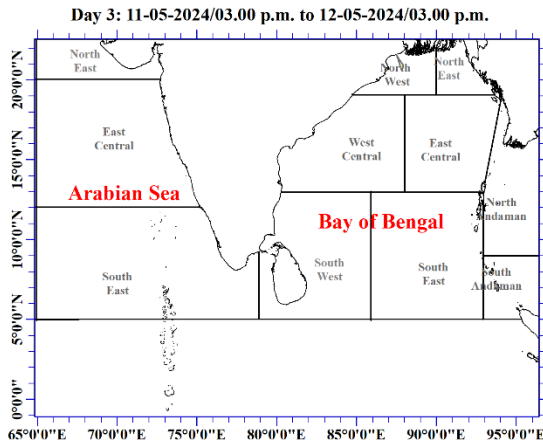 Day 3: 11-05-2024/03.00 p.m. to 12-05-2024/03.00 p.m.
North
East
North
West
North
East
20°0'0"N
East
Central
West
Central
East
Central
15°0'0"N
Arabian Sea
Bay of Bengal
North
Andaman
10°0'0"N
South
East
South
West
South
East
South
Andaman
5°0'0"N
0°0'0"
65°0'0"E 70°0'0"E 75°0'0"E 80°0'0"E 85°0'0"E 90°0'0"E 95°0'0"E